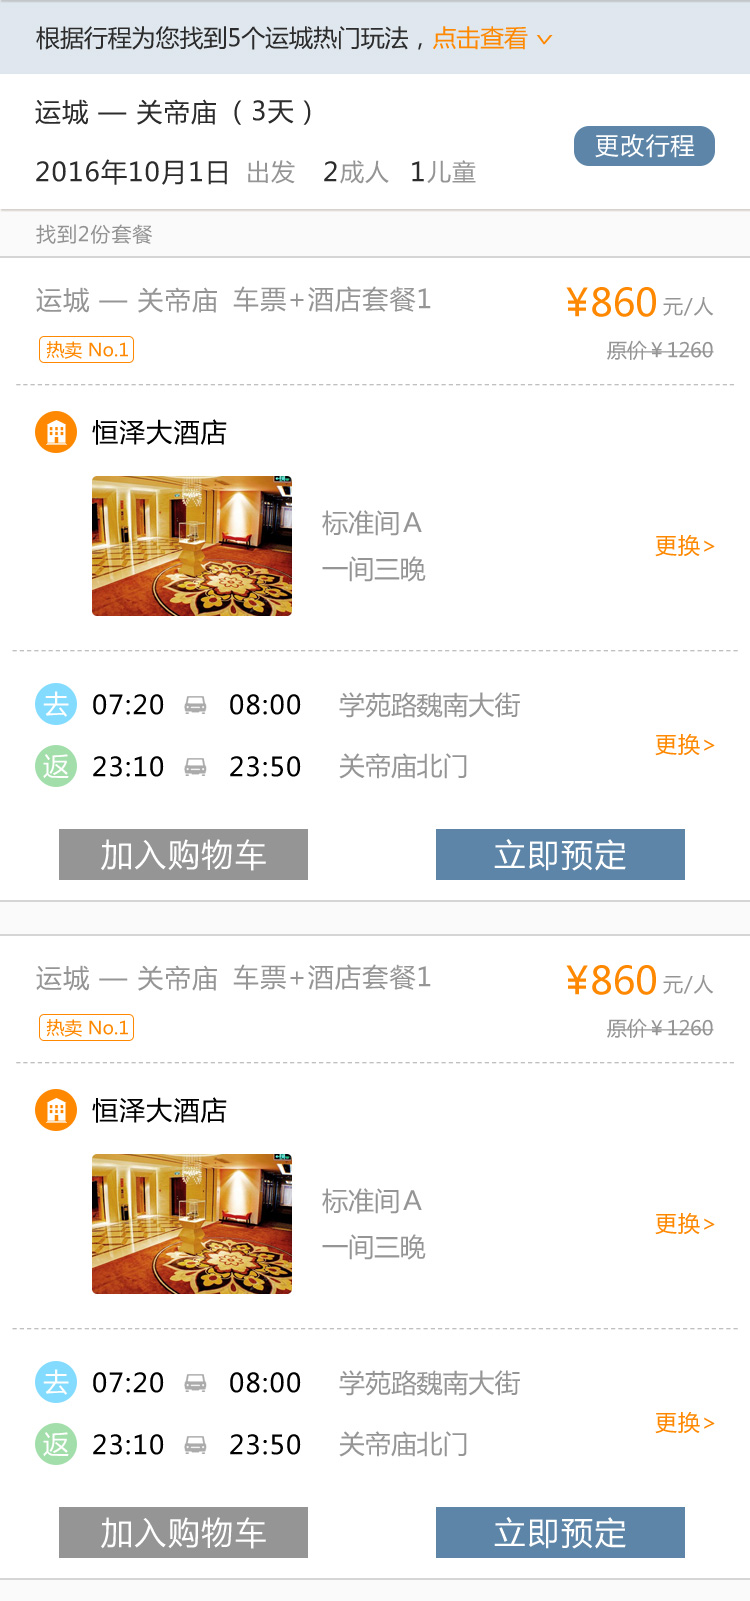 根据行程为您找到5个运城热门玩法，点击查看
运城 — 关帝庙（3天）
更改行程
2016年10月1日 出发 2成人 1儿童
找到2份套餐
运城 — 关帝庙 车票+酒店套餐1 ¥860 元/人
热卖 No.1 原价¥1260
恒泽大酒店
标准间A
更换>
一间三晚
去 07:20 08:00 学苑路魏南大街
更换>
返 23:10 23:50 关帝庙北门
加入购物车 立即预定
运城 — 关帝庙 车票+酒店套餐1 ¥860 元/人
热卖 No.1 原价¥1260
恒泽大酒店
标准间A
更换>
一间三晚
去 07:20 08:00 学苑路魏南大街
更换>
返 23:10 23:50 关帝庙北门
加入购物车 立即预定